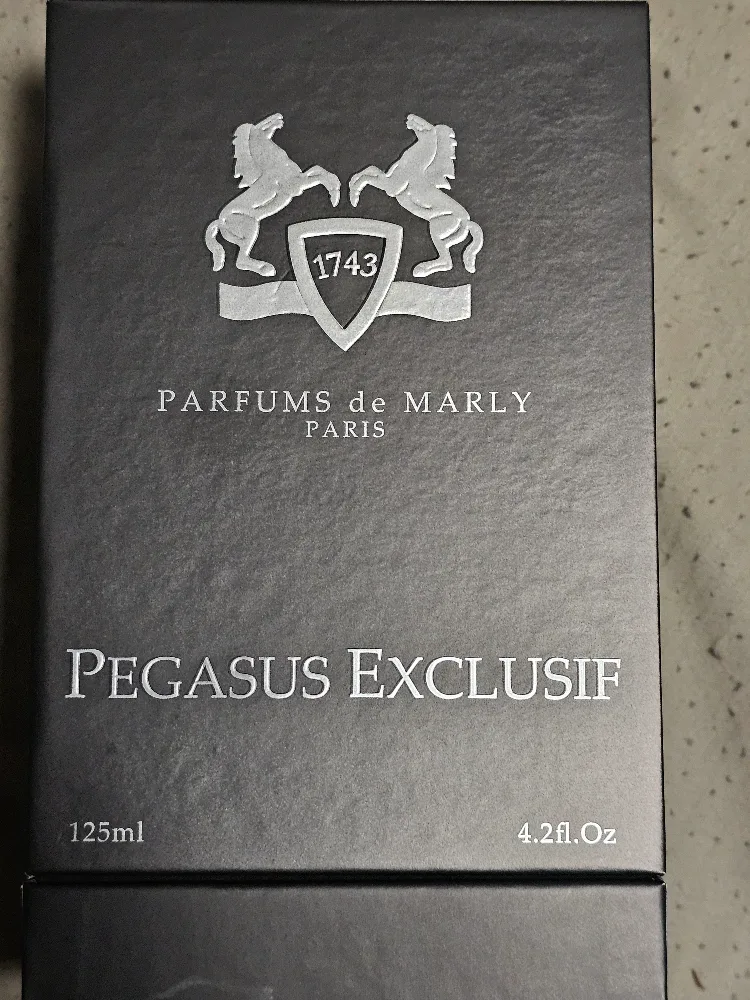 1743
PARFUMS de MARLY
PARIS
PEGASUS EXCLUSIF
125ml 4.2fl.Oz